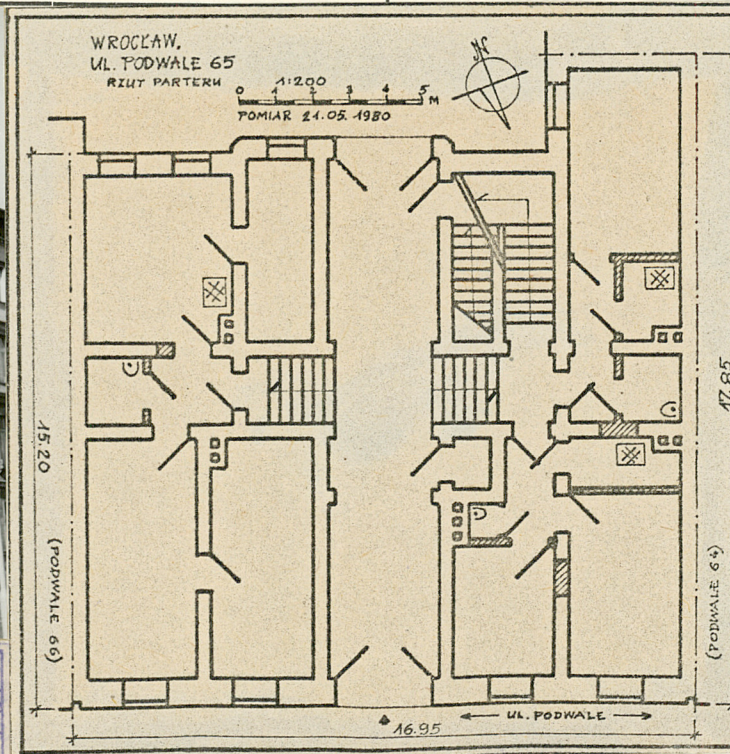 WROCŁAW,
UL. PODWALE 65
RZUT PARTERU
1:200
0 1 2 3 4 5 M
POMIAR 21.05.1980
N
15.20
(PODWALE 66)
17.85
(PODWALE 64)
UL. PODWALE
16.95